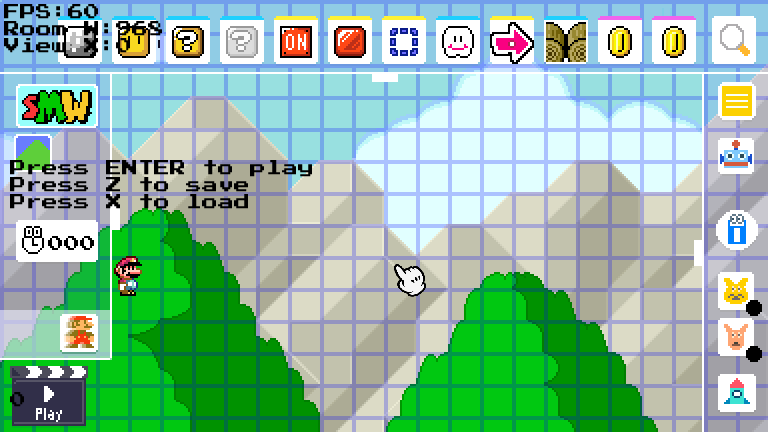 FPS:60
Room W:968
View X:0
ON
SMW
Press ENTER to play
Press Z to save
Press X to load
000
0
Play